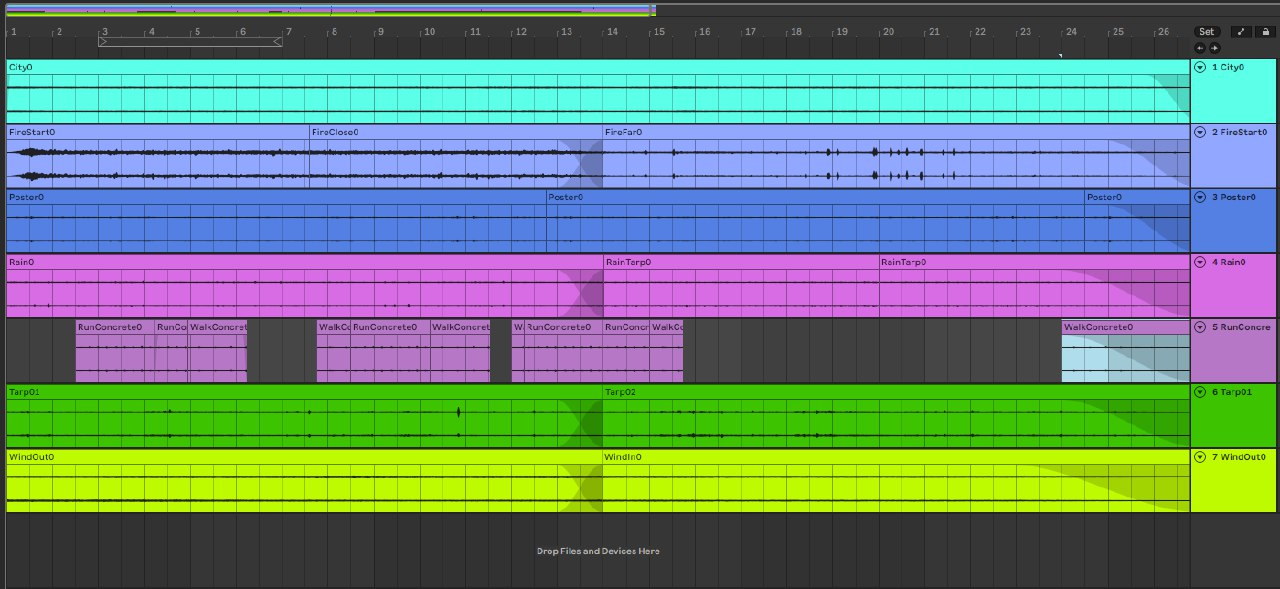 1 2 3 4 5 6 7 8 9 10 11 12 13 14 15 16 17 18 19 20 21 22 23 24 25 26 Set
City0 1 City0
FireStart0 FireClose0 FireFar0 2 FireStart0
Poster0 Poster0 Poster0 3 Poster0
Rain0 RainTarp0 RainTarp0 4 Rain0
RunConcrete0 RunCo WalkConcret WalkCo RunConcrete0 WalkConcret W RunConcrete0 RunConcr WalkCo WalkConcrete0 5 RunConcre
Tarp01 Tarp02 6 Tarp01
WindOut0 WindIn0 7 WindOut0
Drop Files and Devices Here